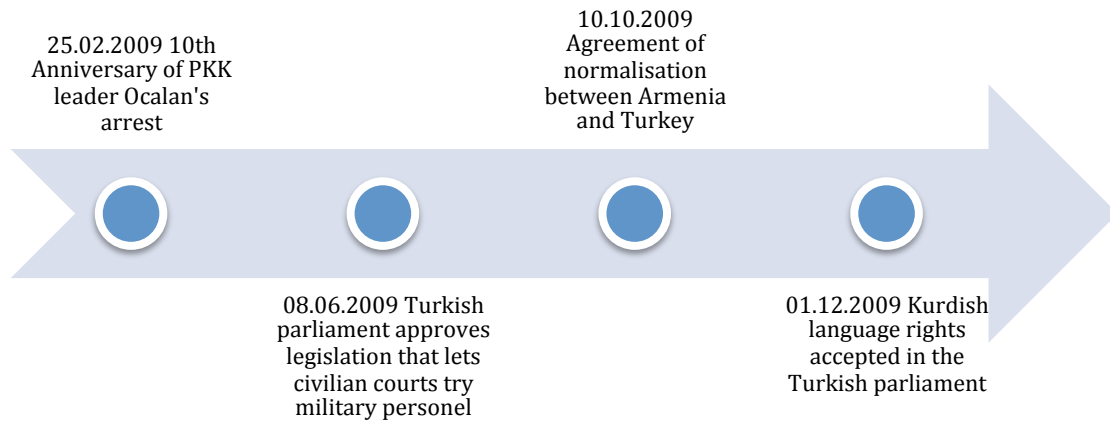 25.02.2009 10th
Anniversary of PKK
leader Ocalan's
arrest
08.06.2009 Turkish
parliament approves
legislation that lets
civilian courts try
military personel
10.10.2009
Agreement of
normalisation
between Armenia
and Turkey
01.12.2009 Kurdish
language rights
accepted in the
Turkish parliament